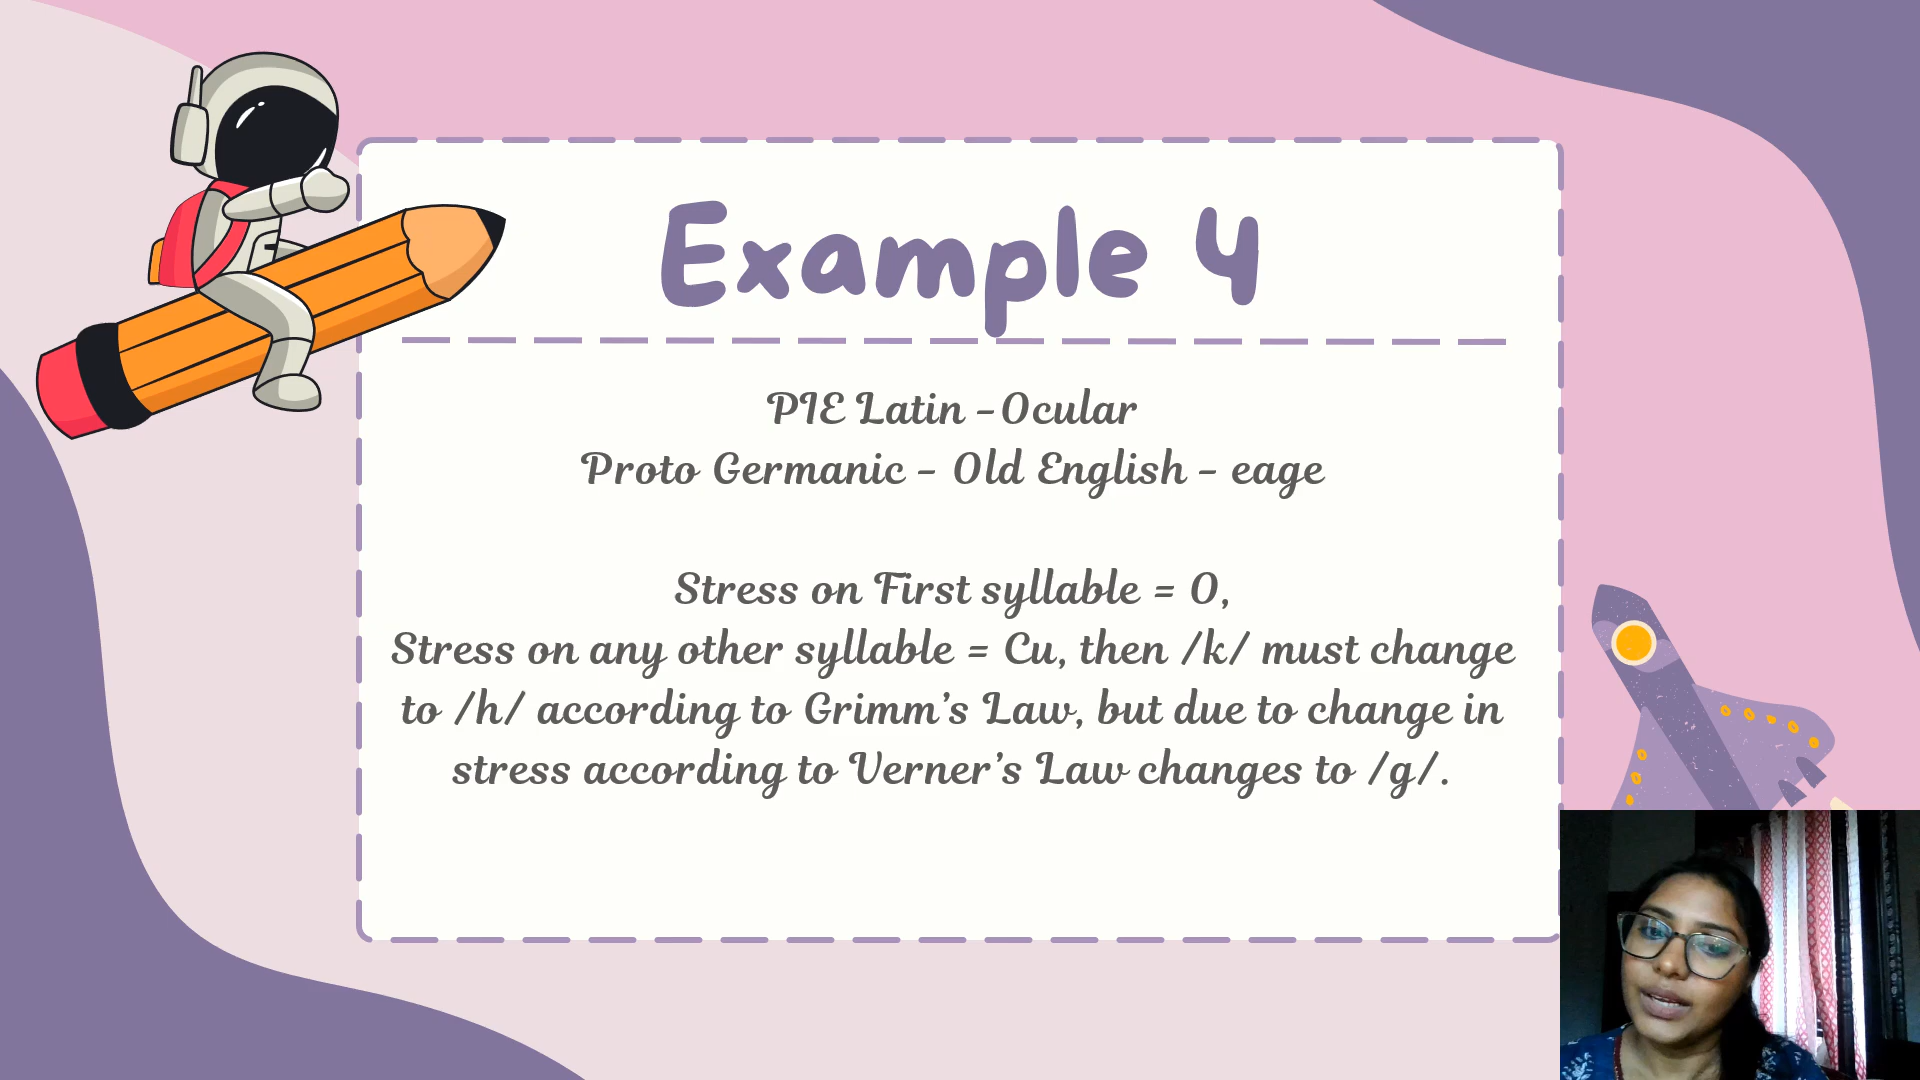 Example 4
PIE Latin - Ocular
Proto Germanic - Old English - eage
Stress on First syllable = O,
Stress on any other syllable = Cu, then /k/ must change
to /h/ according to Grimm's Law, but due to change in
stress according to Verner's Law changes to /g/.